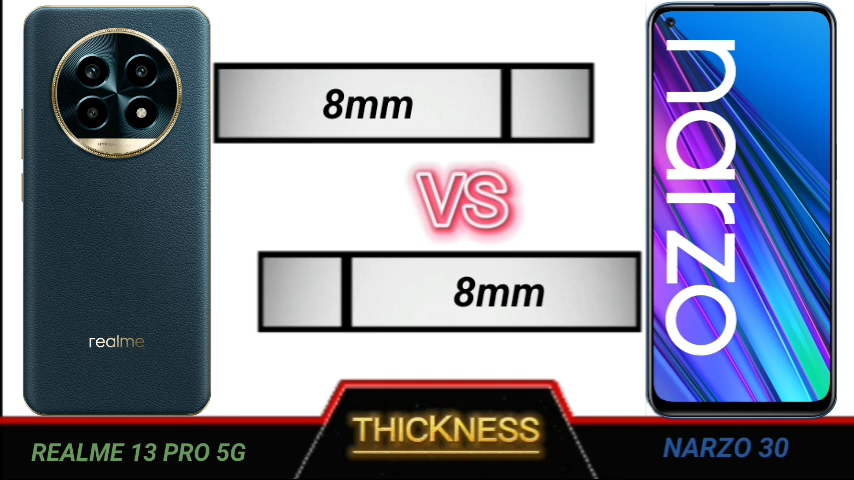 8mm
VS
8mm
realme
narzo
THICKNESS
REALME 13 PRO 5G
NARZO 30